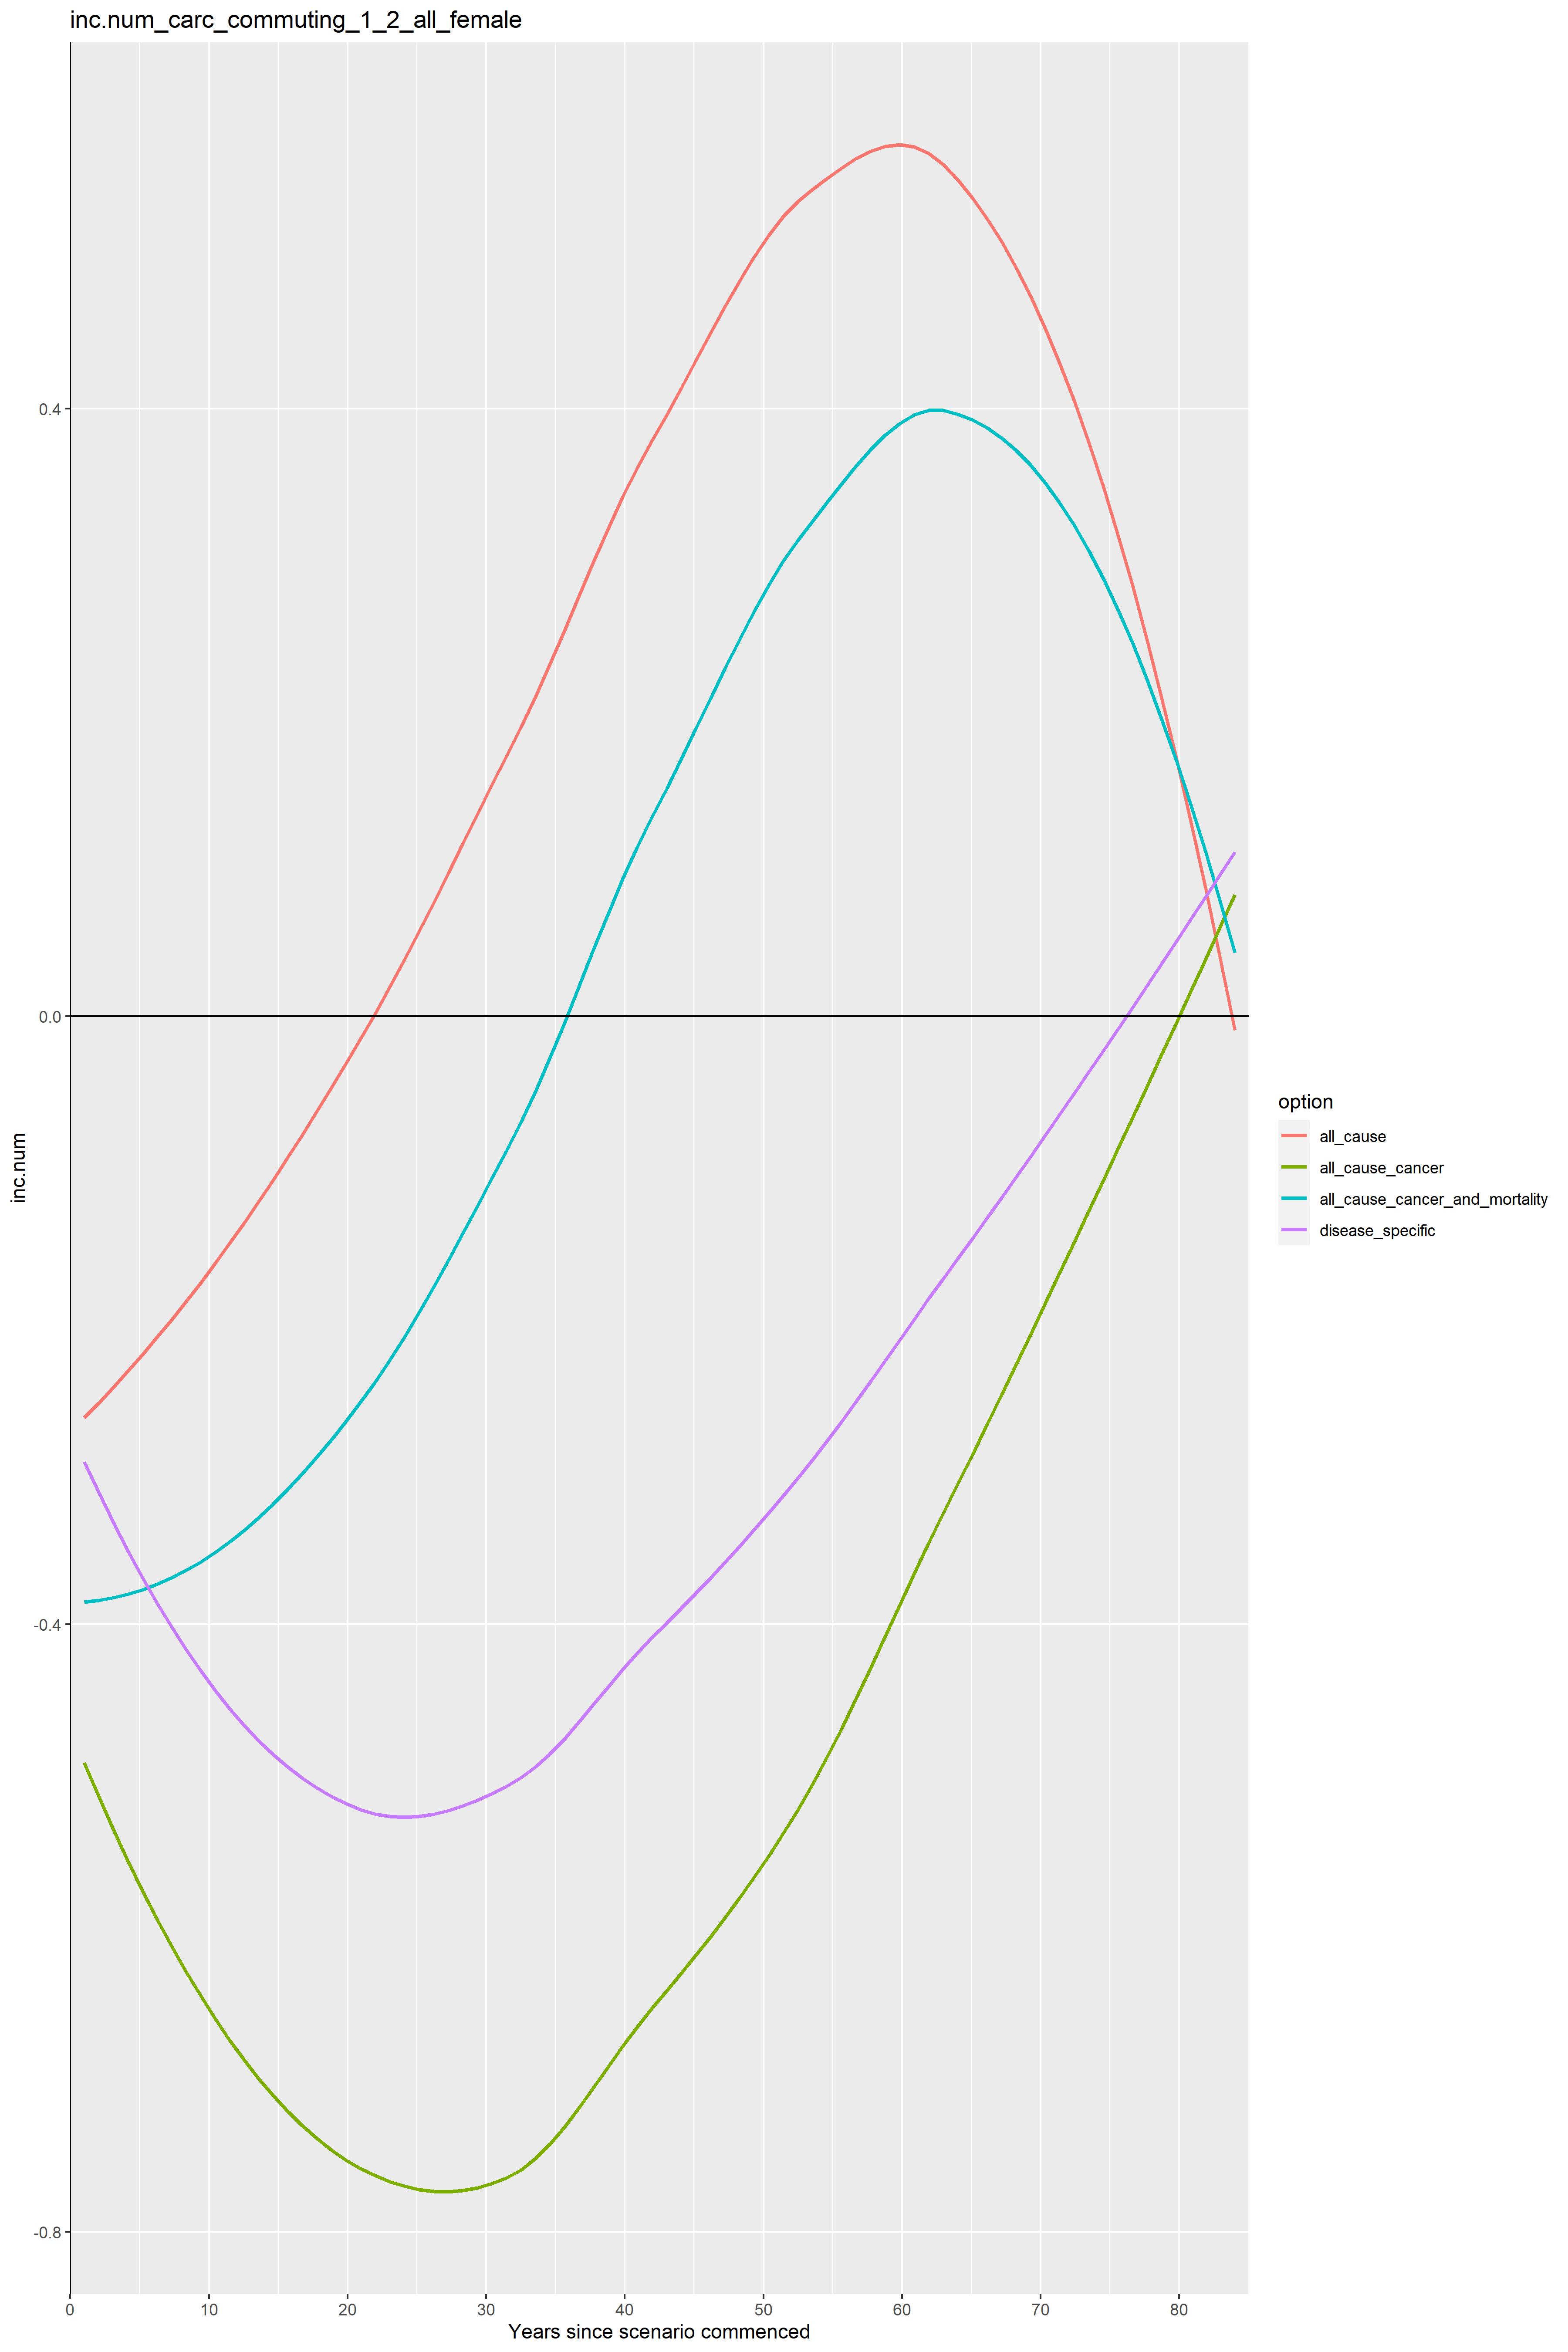 inc.num_carc_commuting_1_2_all_female
inc.num
0.4
0.0
-0.4
-0.8
0 10 20 30 40 50 60 70 80
Years since scenario commenced
option
all_cause
all_cause_cancer
all_cause_cancer_and_mortality
disease_specific